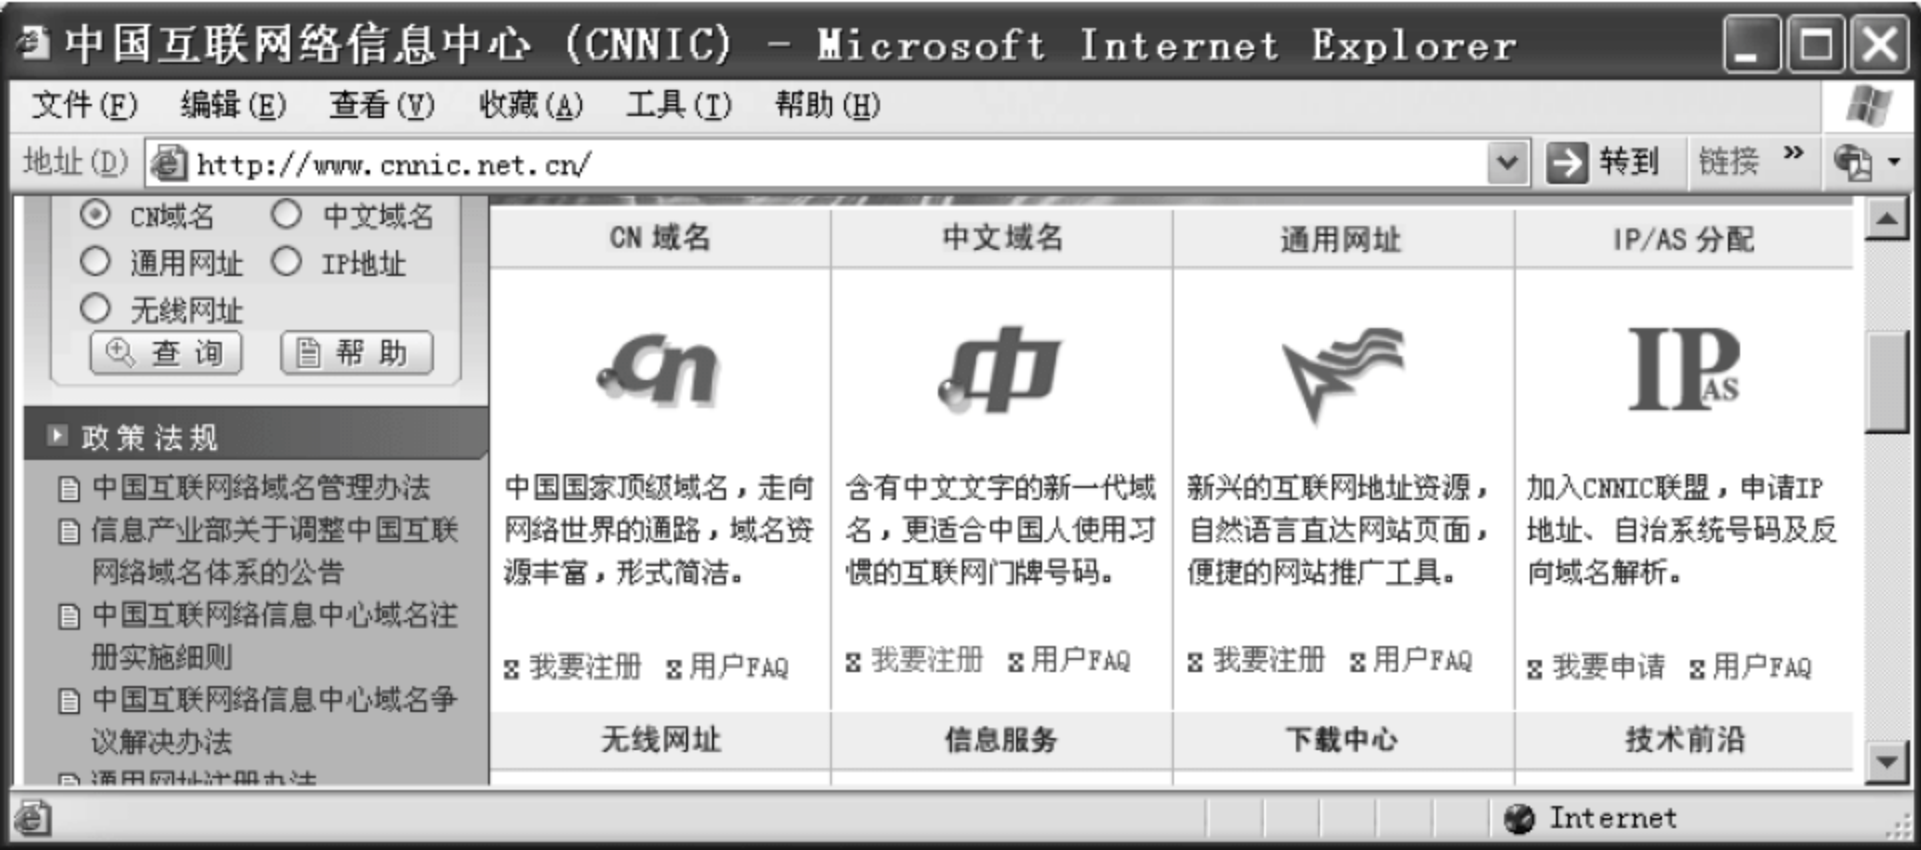 中国互联网络信息中心 (CNNIC) - Microsoft Internet Explorer
文件(F) 编辑(E) 查看(V) 收藏(A) 工具(T) 帮助(H)
地址(D) http://www.cnnic.net.cn/ 转到 链接 »
CN域名 中文域名
通用网址 IP地址
无线网址
查 询 帮 助
政策法规
中国互联网络域名管理办法
信息产业部关于调整中国互联
网络域名体系的公告
中国互联网络信息中心域名注
册实施细则
中国互联网络信息中心域名争
议解决办法
通用网址注册办法
CN 域名
cn
中国国家顶级域名，走向
网络世界的通路，域名资
源丰富，形式简洁。
我要注册 用户FAQ
中文域名
中
含有中文文字的新一代域
名，更适合中国人使用习
惯的互联网门牌号码。
我要注册 用户FAQ
通用网址
新兴的互联网地址资源，
自然语言直达网站页面，
便捷的网站推广工具。
我要注册 用户FAQ
IP/AS 分配
IP AS
加入CNNIC联盟，申请IP
地址、自治系统号码及反
向域名解析。
我要申请 用户FAQ
无线网址 信息服务 下载中心 技术前沿
Internet